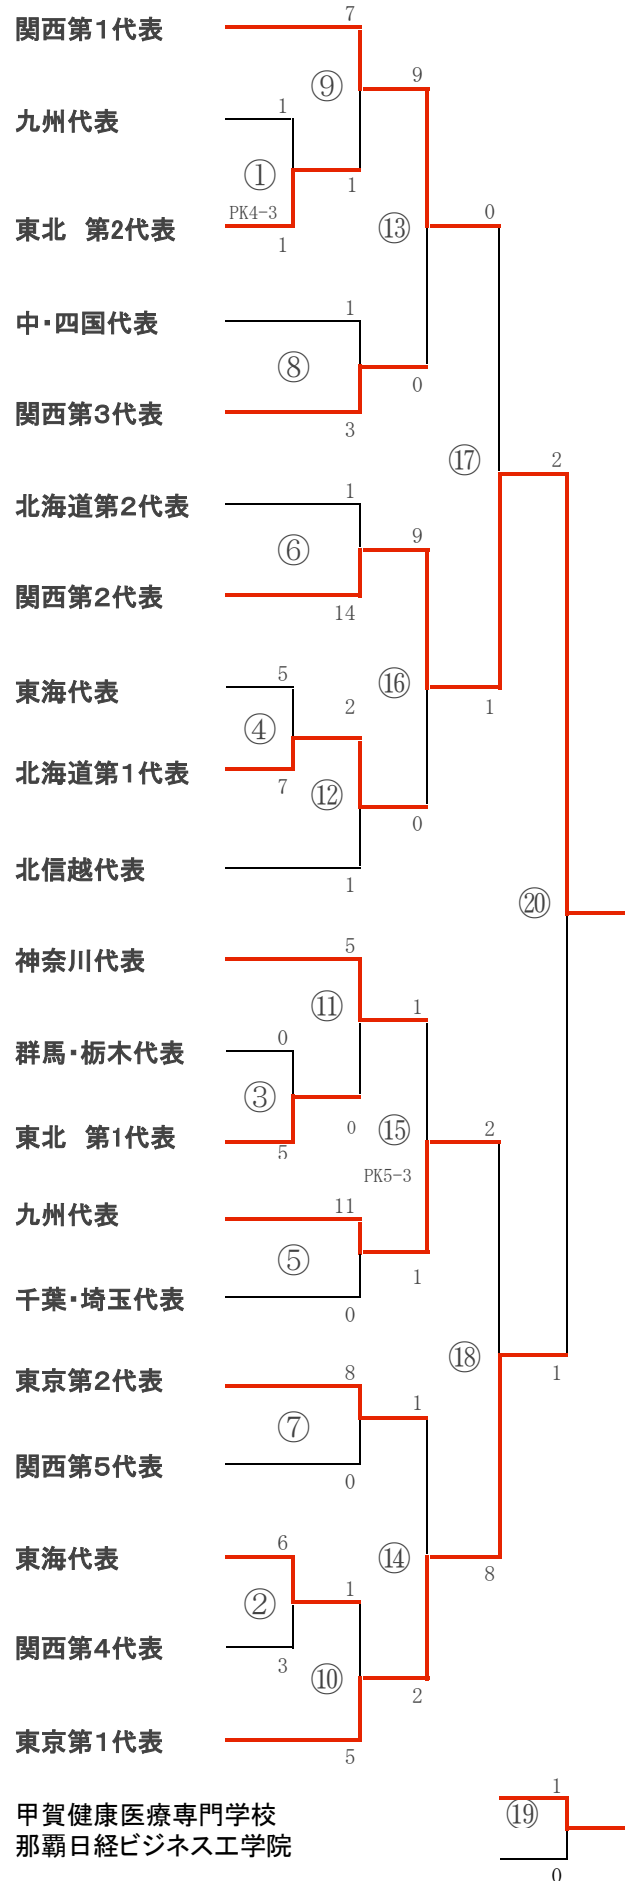 関西第1代表
7
⑨
9
九州代表
1
①
PK4-3
1
東北　第2代表
1
⑬
0
中・四国代表
1
⑧
0
関西第3代表
3
⑰
2
北海道第2代表
1
9
⑥
関西第2代表
14
東海代表
5
2
⑯
1
④
北海道第1代表
7
⑫
0
北信越代表
1
⑳
神奈川代表
5
⑪
1
群馬・栃木代表
0
③
0
⑮
2
東北　第1代表
5
PK5-3
九州代表
11
⑤
1
千葉・埼玉代表
0
⑱
1
東京第2代表
8
1
⑦
関西第5代表
0
東海代表
6
⑭
8
②
1
関西第4代表
3
⑩
2
東京第1代表
5
甲賀健康医療専門学校
1
⑲
那覇日経ビジネス工学院
0